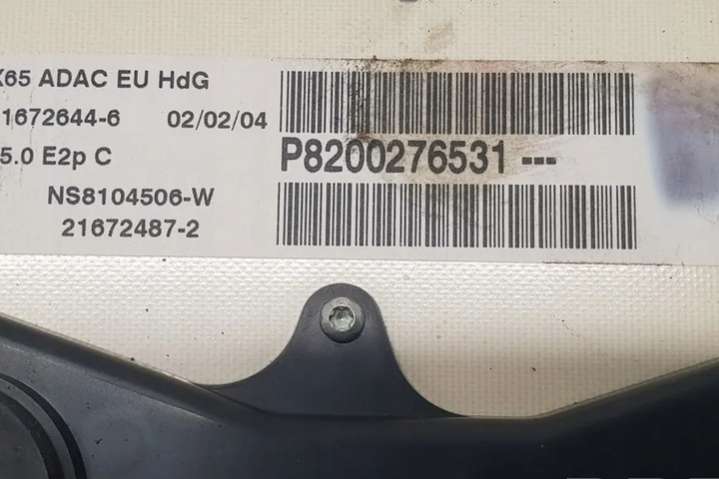 X65 ADAC EU HdG
1672644-6 02/02/04
5.0 E2p C
P8200276531 ---
NS8104506-W
21672487-2